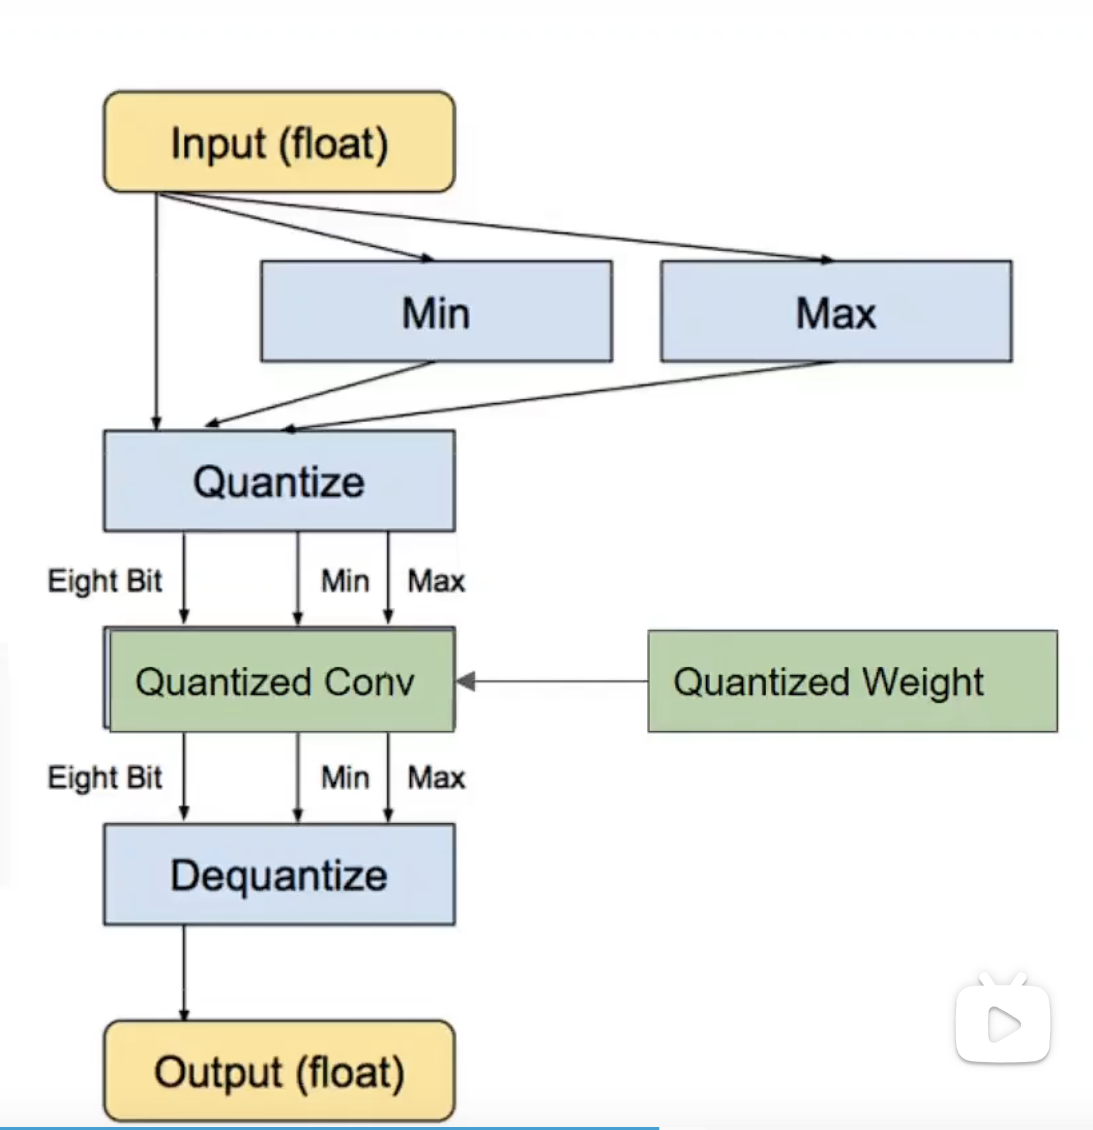 Input (float)
Min
Max
Quantize
Eight Bit
Min
Max
Quantized Conv
Quantized Weight
Eight Bit
Min
Max
Dequantize
Output (float)